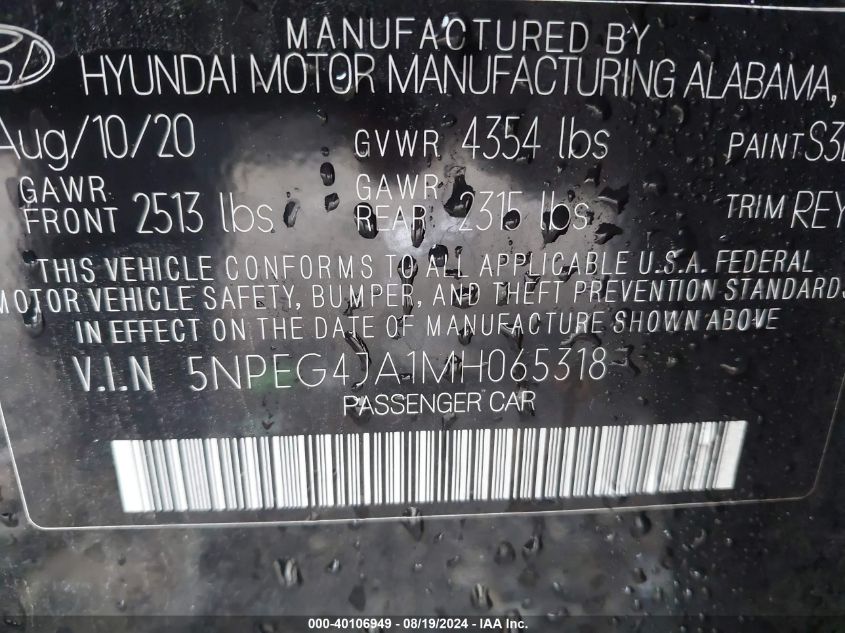 MANUFACTURED BY
HYUNDAI MOTOR MANUFACTURING ALABAMA,
Aug/10/20 GVWR 4354 lbs PAINT
GAWR FRONT 2513 lbs GAWR REAR 2315 lbs TRIM REY
THIS VEHICLE CONFORMS TO ALL APPLICABLE U.S.A. FEDERAL
MOTOR VEHICLE SAFETY, BUMPER, AND THEFT PREVENTION STANDARDS
IN EFFECT ON THE DATE OF MANUFACTURE SHOWN ABOVE
V.I.N 5NPEG4JA1MH065318
PASSENGER CAR
000-40106949 - 08/19/2024 - IAA Inc.